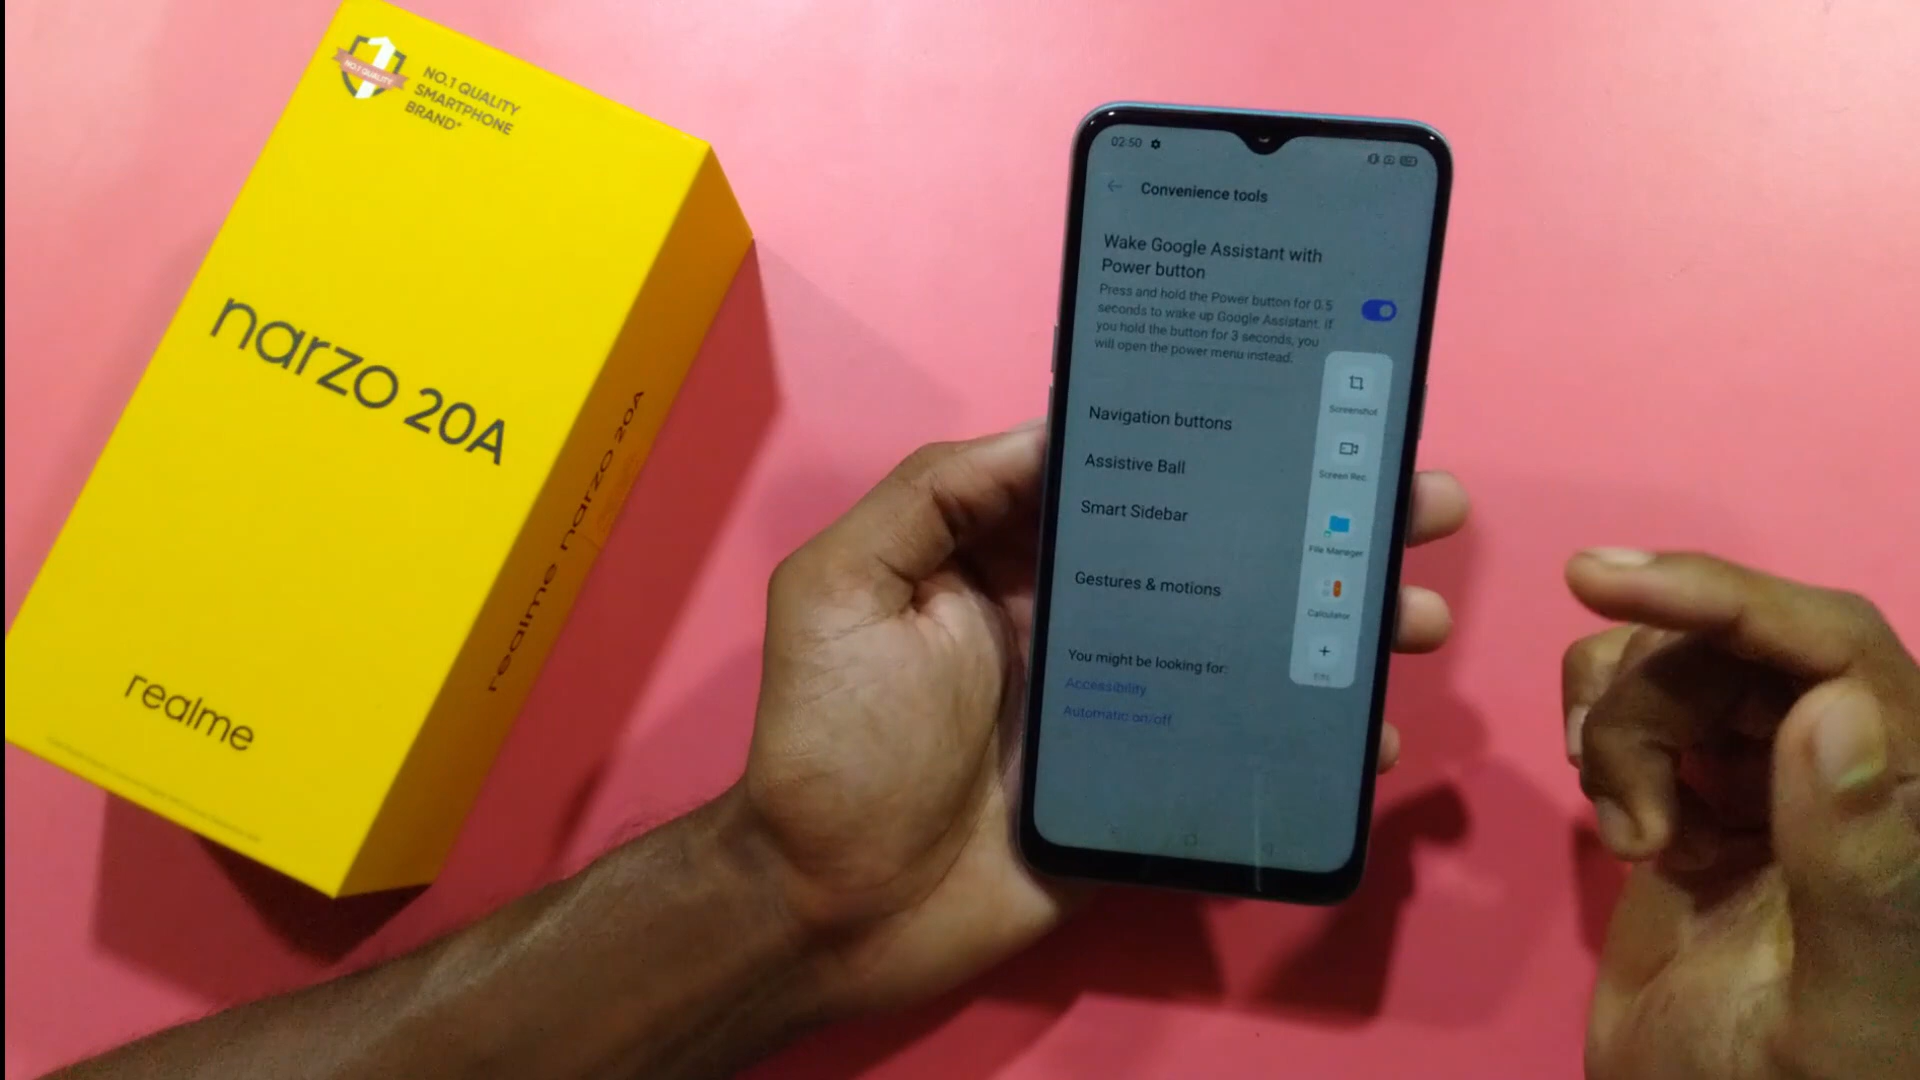 NO.1 QUALITY
NO.1 QUALITY
SMARTPHONE
BRAND*
narzo 20A
realme narzo 20A
realme
02:50
Convenience tools
Wake Google Assistant with
Power button
Press and hold the Power button for 0.5
seconds to wake up Google Assistant. If
you hold the button for 3 seconds, you
will open the power menu instead.
Navigation buttons
Assistive Ball
Smart Sidebar
Gestures & motions
You might be looking for:
Accessibility
Automatic on/off
Screenshot
Screen Rec
File Manager
Calculator